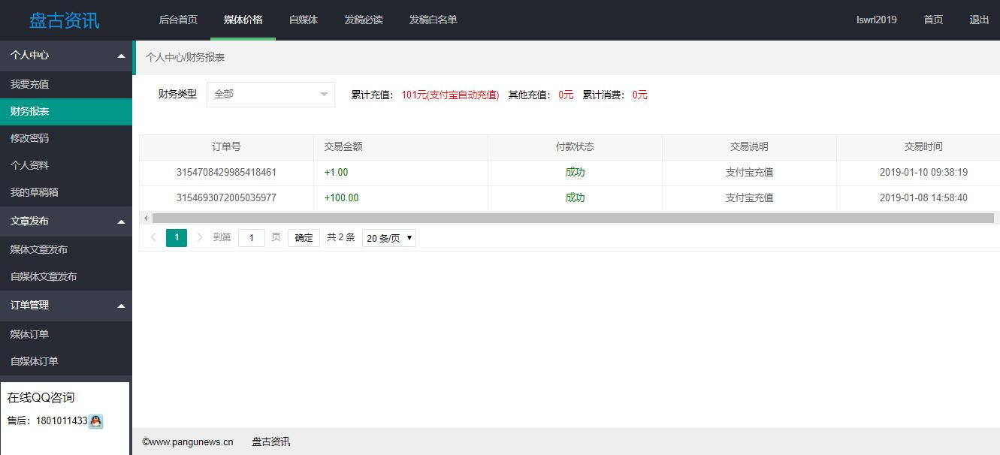 盘古资讯
后台首页 媒体价格 自媒体 发稿必读 发稿白名单 lswrl2019 首页 退出
个人中心
我要充值
财务报表
修改密码
个人资料
我的草稿箱
文章发布
媒体文章发布
自媒体文章发布
订单管理
媒体订单
自媒体订单
在线QQ咨询
售后：1801011433
个人中心/财务报表
财务类型 全部 累计充值： 101元(支付宝自动充值) 其他充值： 0元 累计消费： 0元
订单号 交易金额 付款状态 交易说明 交易时间
3154708429985418461 +1.00 成功 支付宝充值 2019-01-10 09:38:19
3154693072005035977 +100.00 成功 支付宝充值 2019-01-08 14:58:40
1 到第 1 页 确定 共 2 条 20 条/页
©www.pangunews.cn 盘古资讯